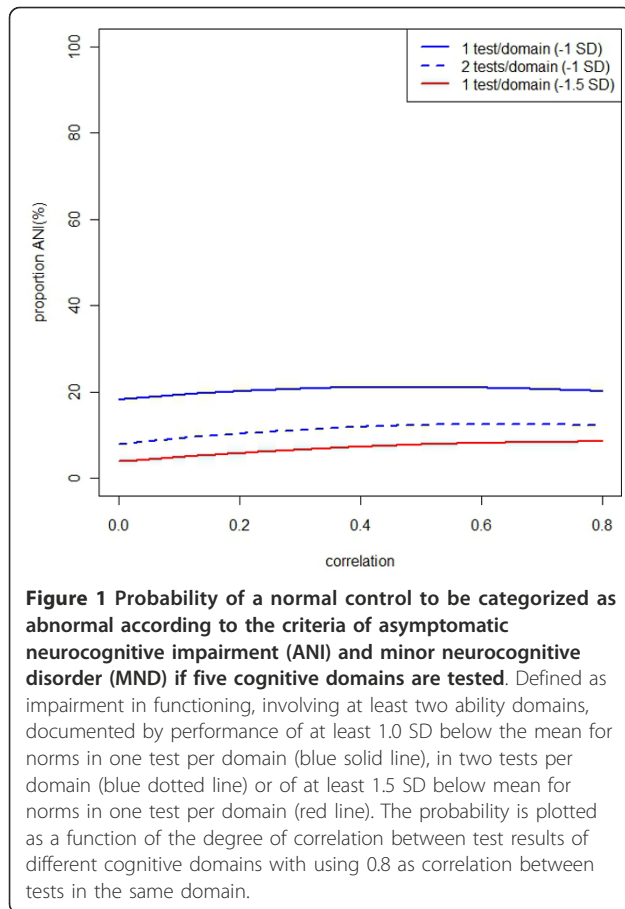 100
80
60
40
20
0
proportion ANI(%)
1 test/domain (-1 SD)
2 tests/domain (-1 SD)
1 test/domain (-1.5 SD)
0.0 0.2 0.4 0.6 0.8
correlation
Figure 1 Probability of a normal control to be categorized as
abnormal according to the criteria of asymptomatic
neurocognitive impairment (ANI) and minor neurocognitive
disorder (MND) if five cognitive domains are tested. Defined as
impairment in functioning, involving at least two ability domains,
documented by performance of at least 1.0 SD below the mean for
norms in one test per domain (blue solid line), in two tests per
domain (blue dotted line) or of at least 1.5 SD below mean for
norms in one test per domain (red line). The probability is plotted
as a function of the degree of correlation between test results of
different cognitive domains with using 0.8 as correlation between
tests in the same domain.